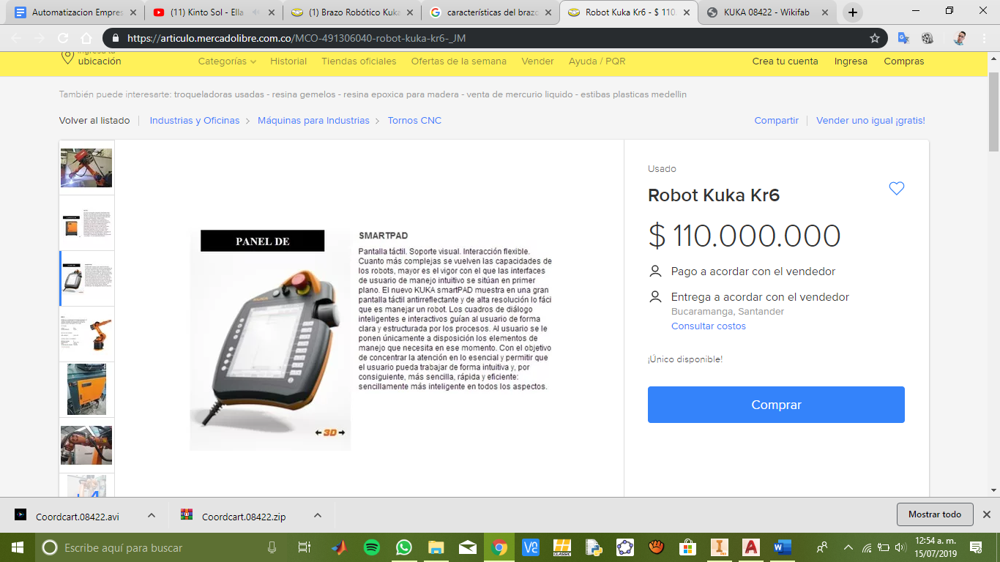 Automatizacion Empres
(11) Kinto Sol - Ella
(1) Brazo Robótico Kuka
características del brazo
Robot Kuka Kr6 - $ 110
KUKA 08422 - Wikifab
https://articulo.mercadolibre.com.co/MCO-491306040-robot-kuka-kr6-_JM
Ingresa tu
ubicación
Categorías
Historial
Tiendas oficiales
Ofertas de la semana
Vender
Ayuda / PQR
Crea tu cuenta
Ingresa
Compras
También puede interesarte: troqueladoras usadas - resina gemelos - resina epoxica para madera - venta de mercurio liquido - estibas plasticas medellin
Volver al listado
Industrias y Oficinas > Máquinas para Industrias > Tornos CNC
Compartir
Vender uno igual ¡gratis!
PANEL DE
SMARTPAD
Pantalla táctil. Soporte visual. Interacción flexible.
Cuanto más complejas se vuelven las capacidades de
los robots, mayor es el vigor con el que las interfaces
de usuario de manejo intuitivo se sitúan en primer
plano. El nuevo KUKA smartPAD muestra en una gran
pantalla táctil antirreflectante y de alta resolución lo fáci
que es manejar un robot. Los cuadros de diálogo
inteligentes e interactivos guían al usuario de forma
clara y estructurada por los procesos. Al usuario se le
ponen únicamente a disposición los elementos de
manejo que necesita en ese momento. Con el objetivo
de concentrar la atención en lo esencial y permitir que
el usuario pueda trabajar de forma intuitiva y, por
consiguiente, más sencilla, rápida y eficiente:
sencillamente más inteligente en todos los aspectos.
3D
Usado
Robot Kuka Kr6
$ 110.000.000
Pago a acordar con el vendedor
Entrega a acordar con el vendedor
Bucaramanga, Santander
Consultar costos
¡Único disponible!
Comprar
Coordcart.08422.avi
Coordcart.08422.zip
Mostrar todo
Escribe aquí para buscar
12:54 a. m.
15/07/2019